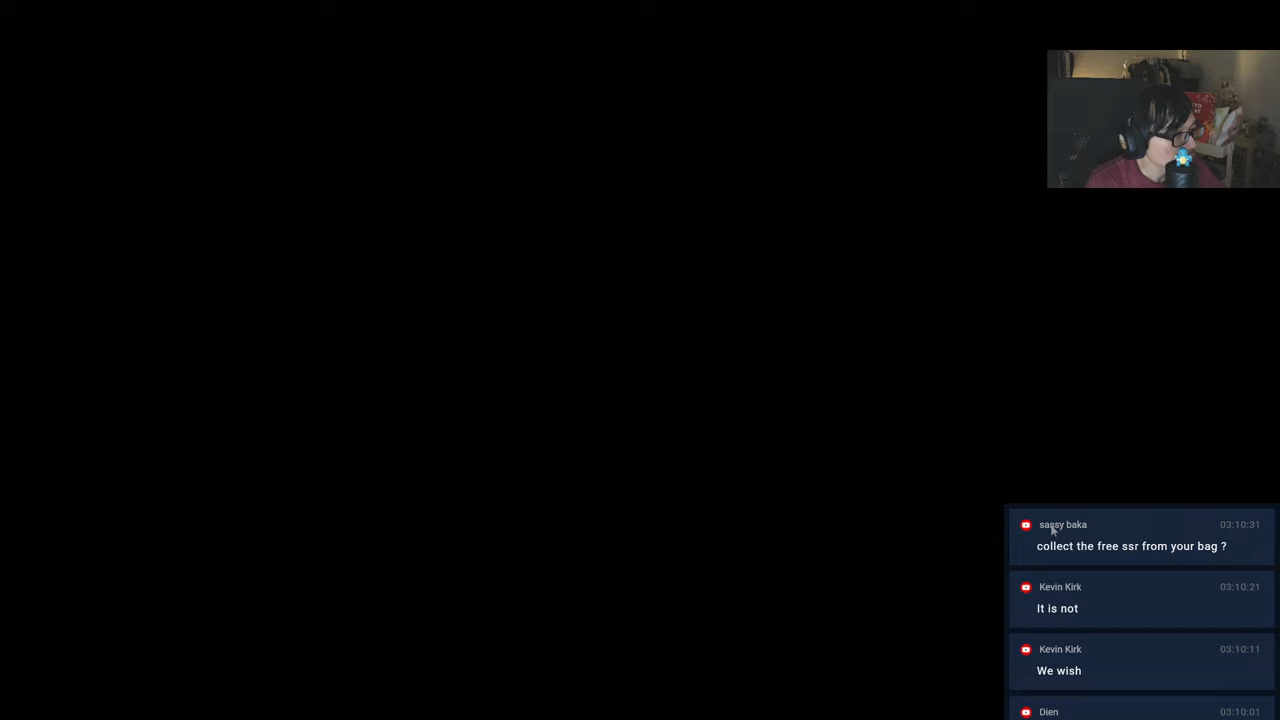 sassy baka 03:10:31
collect the free ssr from your bag ?
Kevin Kirk 03:10:21
It is not
Kevin Kirk 03:10:11
We wish
Dien 03:10:01